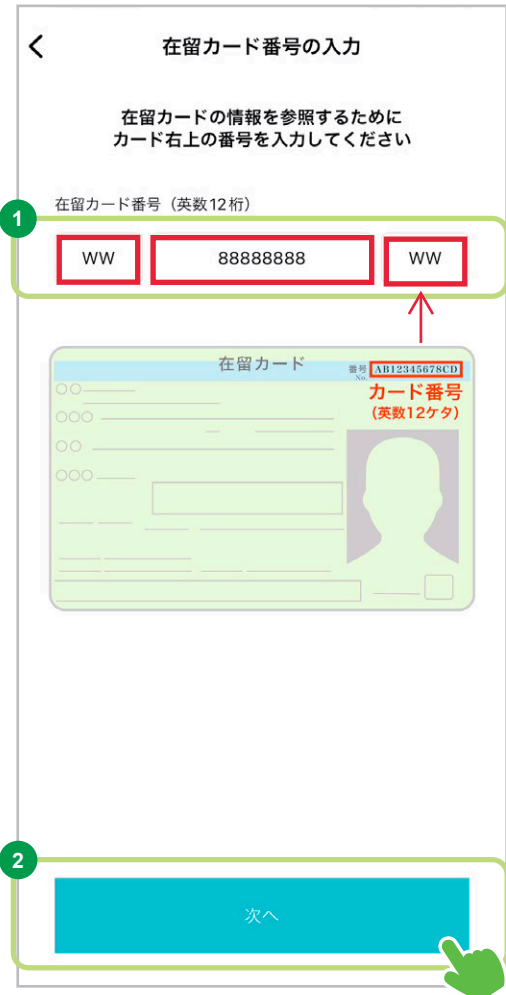 在留カード番号の入力
在留カードの情報を参照するために
カード右上の番号を入力してください
在留カード番号（英数12桁）
1
WW 88888888 WW
在留カード
番号 AB12345678CD
No.
カード番号
(英数12ケタ)
○○
○○○
○○
○○○
2
次へ